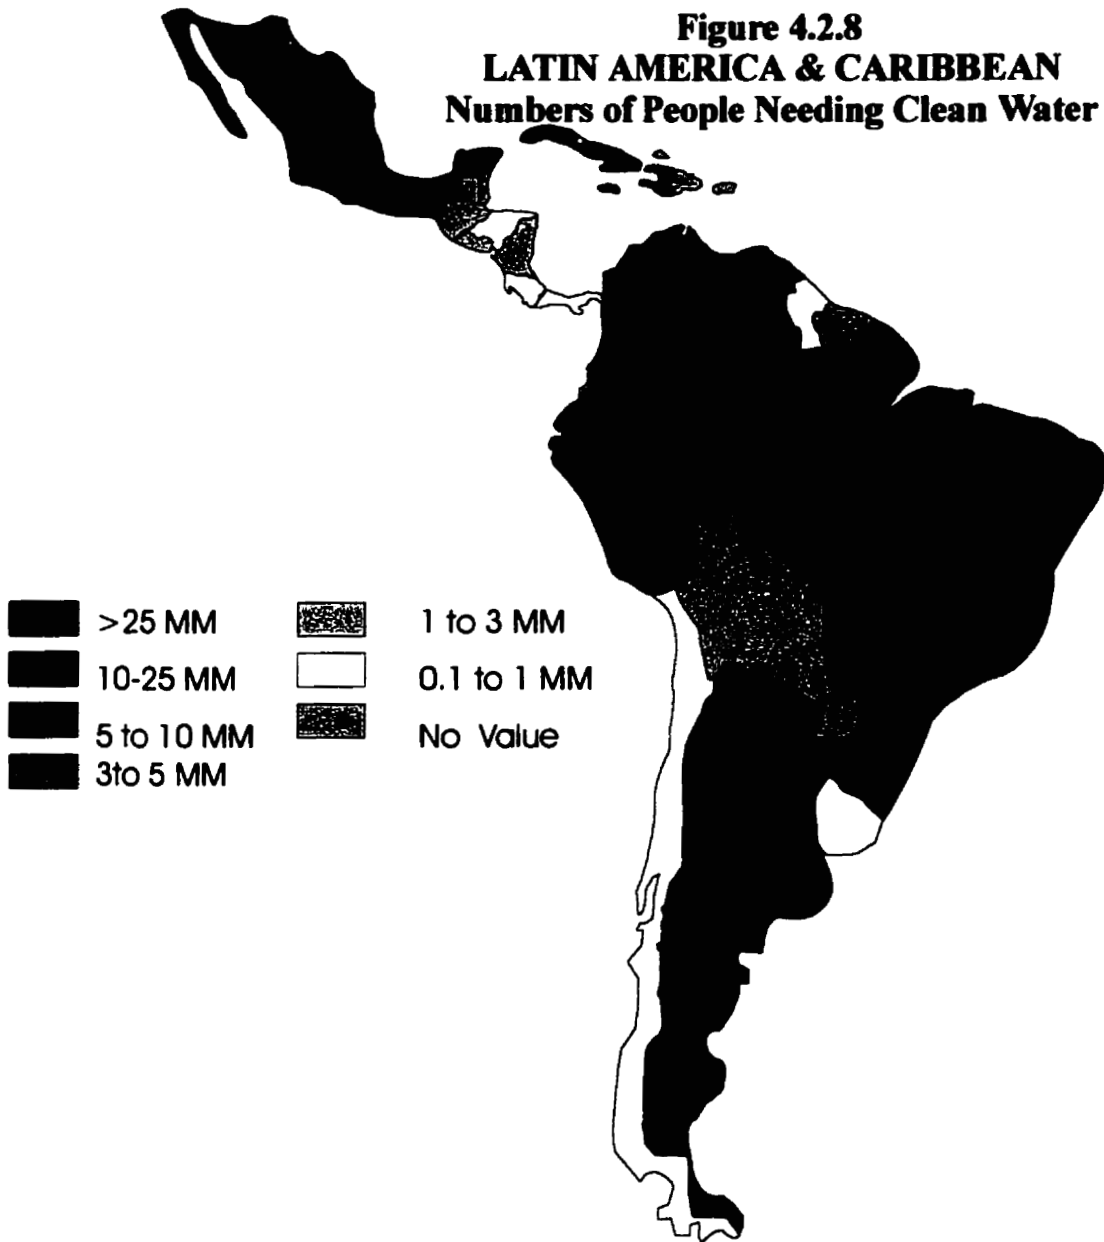 Figure 4.2.8
LATIN AMERICA & CARIBBEAN
Numbers of People Needing Clean Water
>25 MM
10-25 MM
5 to 10 MM
3to 5 MM
1 to 3 MM
0.1 to 1 MM
No Value